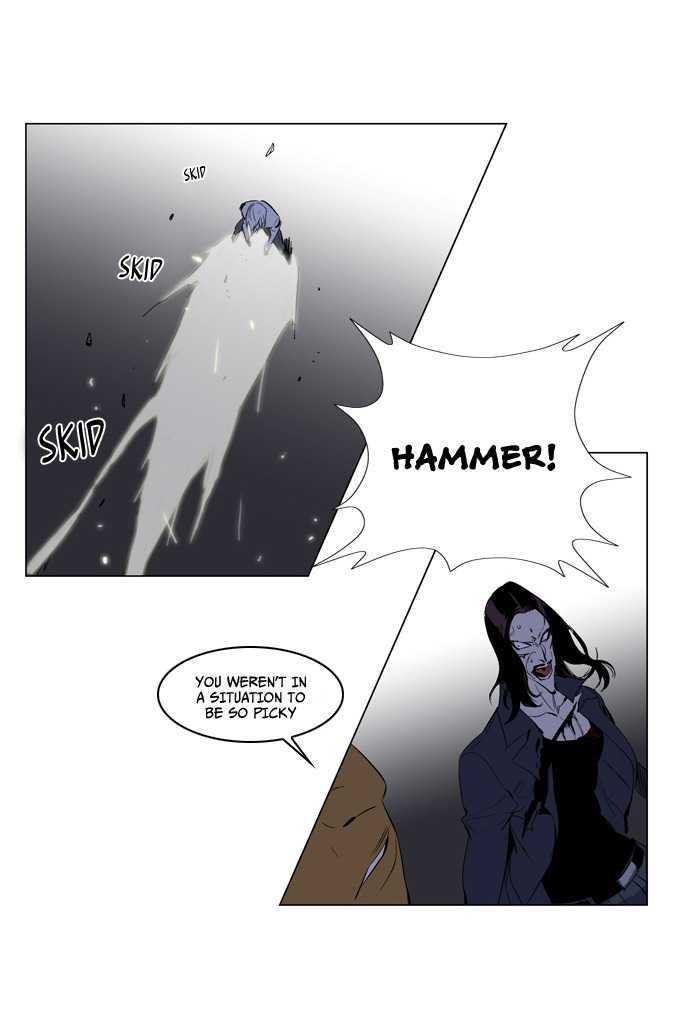 SKID
SKID
SKID
HAMMER!
YOU WEREN'T IN
A SITUATION TO
BE SO PICKY